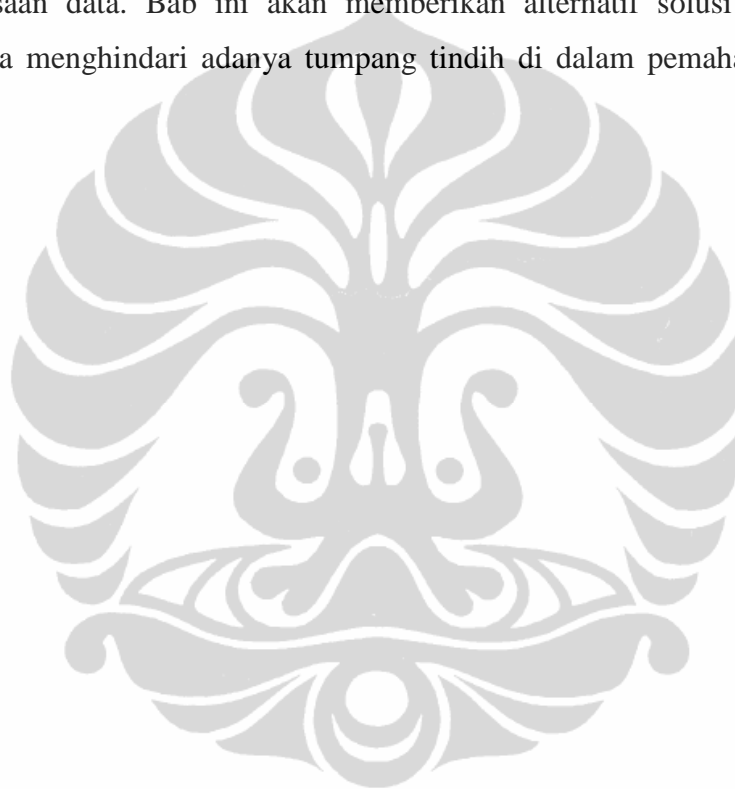 saan data. Bab ini akan memberikan alternatif solusi
a menghindari adanya tumpang tindih di dalam pemaha